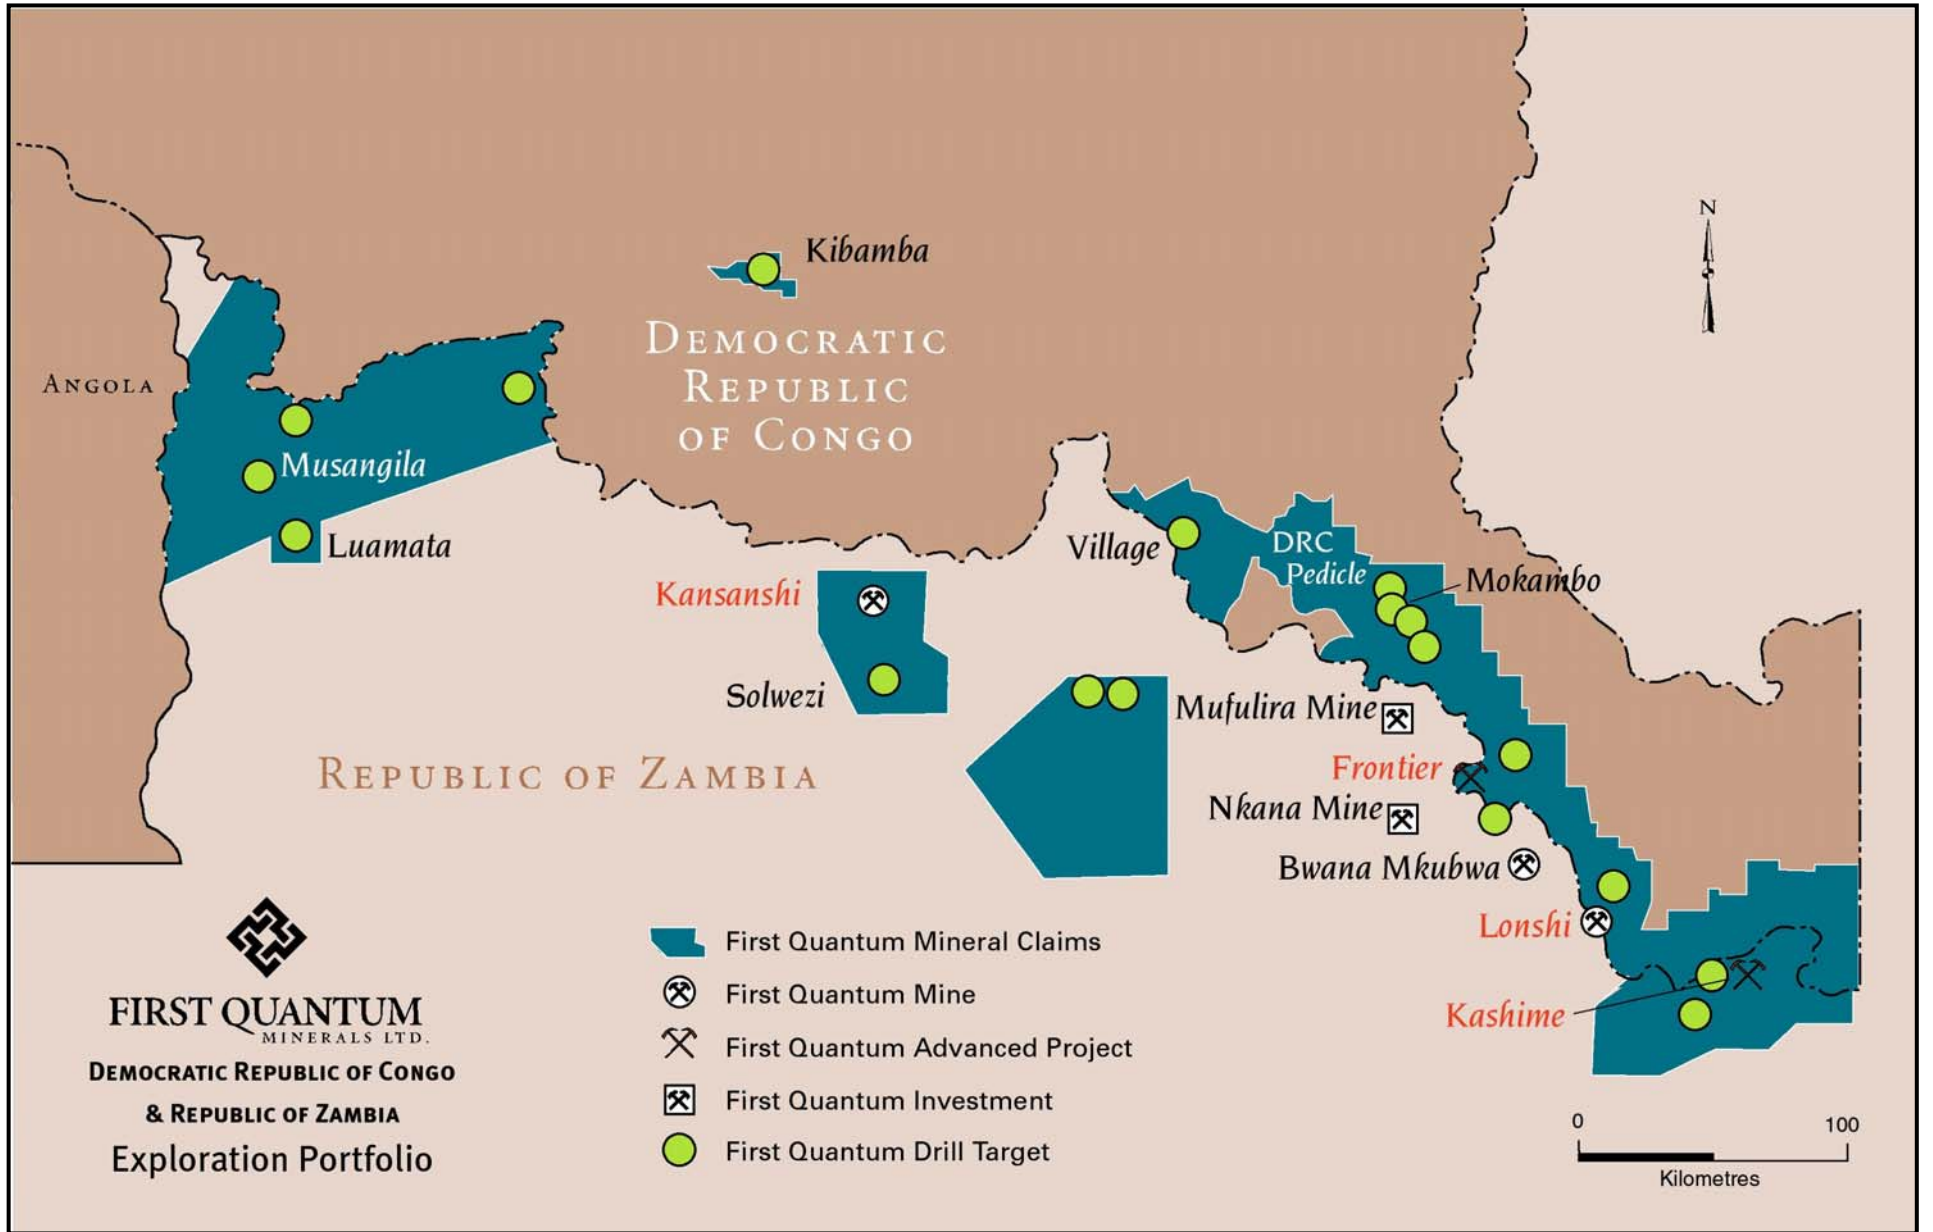 N
Kibamba
DEMOCRATIC
REPUBLIC
OF CONGO
ANGOLA
Musangila
Luamata
Village
DRC
Pedicle
Mokambo
Kansanshi
Solwezi
Mufulira Mine
REPUBLIC OF ZAMBIA
Frontier
Nkana Mine
Bwana Mkubwa
Lonshi
Kashime
FIRST QUANTUM
MINERALS LTD.
DEMOCRATIC REPUBLIC OF CONGO
& REPUBLIC OF ZAMBIA
Exploration Portfolio
First Quantum Mineral Claims
First Quantum Mine
First Quantum Advanced Project
First Quantum Investment
First Quantum Drill Target
0 100
Kilometres